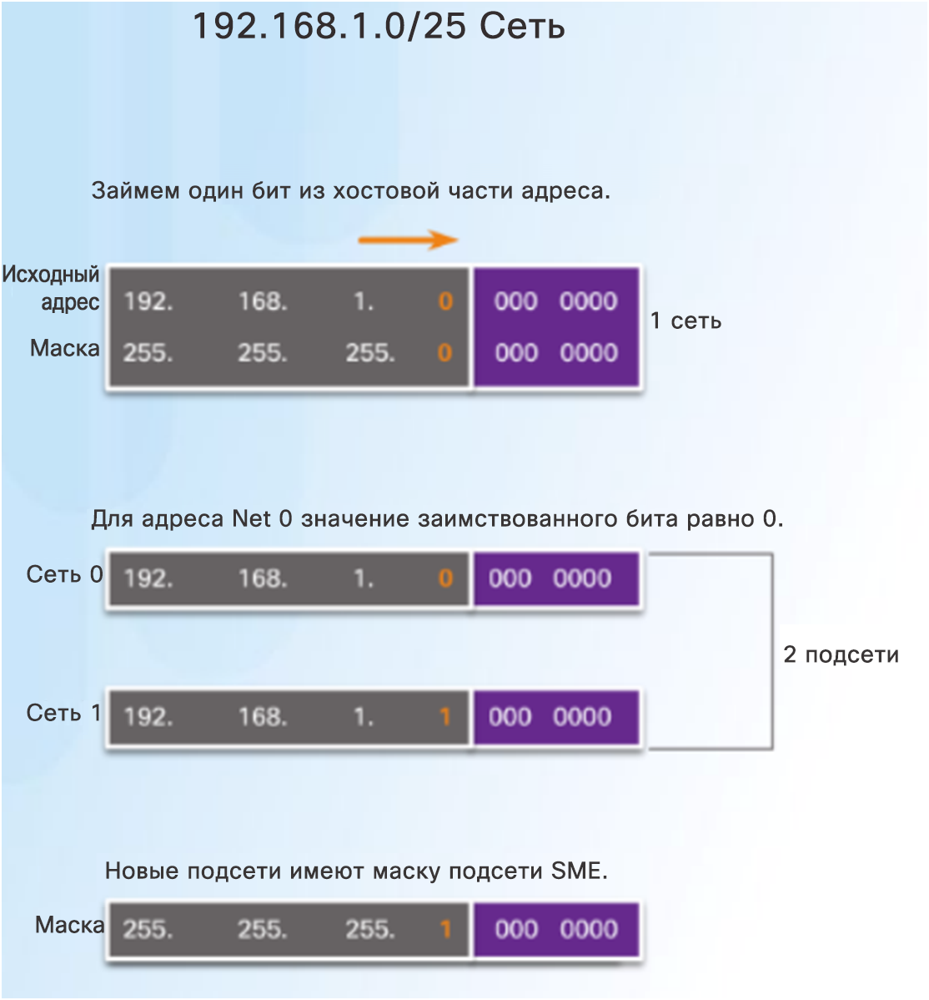 192.168.1.0/25 Сеть
Займем один бит из хостовой части адреса.
Исходный
адрес
192. 168. 1. 0 000 0000
Маска
255. 255. 255. 0 000 0000
1 сеть
Для адреса Net 0 значение заимствованного бита равно 0.
Сеть 0
192. 168. 1. 0 000 0000
2 подсети
Сеть 1
192. 168. 1. 1 000 0000
Новые подсети имеют маску подсети SME.
Маска
255. 255. 255. 1 000 0000